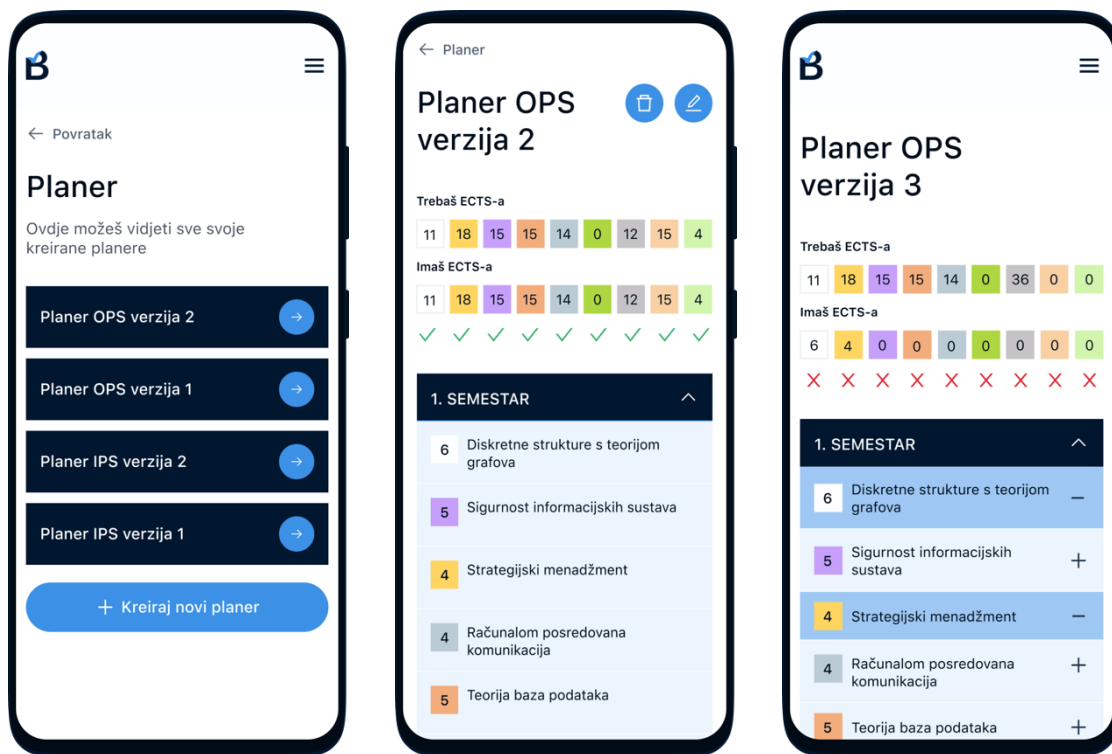 B
← Povratak
Planer
Ovdje možeš vidjeti sve svoje
kreirane planere
Planer OPS verzija 2
Planer OPS verzija 1
Planer IPS verzija 2
Planer IPS verzija 1
+ Kreiraj novi planer
← Planer
Planer OPS
verzija 2
Trebaš ECTS-a
11 18 15 15 14 0 12 15 4
Imaš ECTS-a
11 18 15 15 14 0 12 15 4
1. SEMESTAR
6 Diskretne strukture s teorijom
grafova
5 Sigurnost informacijskih sustava
4 Strategijski menadžment
4 Računalom posredovana
komunikacija
5 Teorija baza podataka
B
Planer OPS
verzija 3
Trebaš ECTS-a
11 18 15 15 14 0 36 0 0
Imaš ECTS-a
6 4 0 0 0 0 0 0 0
1. SEMESTAR
6 Diskretne strukture s teorijom
grafova
5 Sigurnost informacijskih
sustava
4 Strategijski menadžment
4 Računalom posredovana
komunikacija
5 Teorija baza podataka